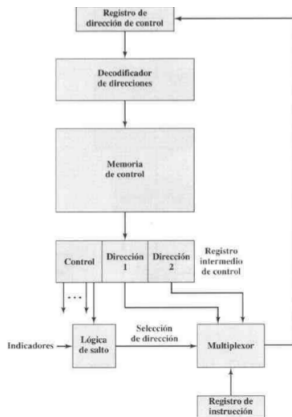 Registro de
dirección de control
Decodificador
de direcciones
Memoria
de control
Control
Dirección
1
Dirección
2
Registro
intermedio
de control
...
Indicadores
Lógica
de salto
Selección
de dirección
Multiplexor
Registro de
instrucción